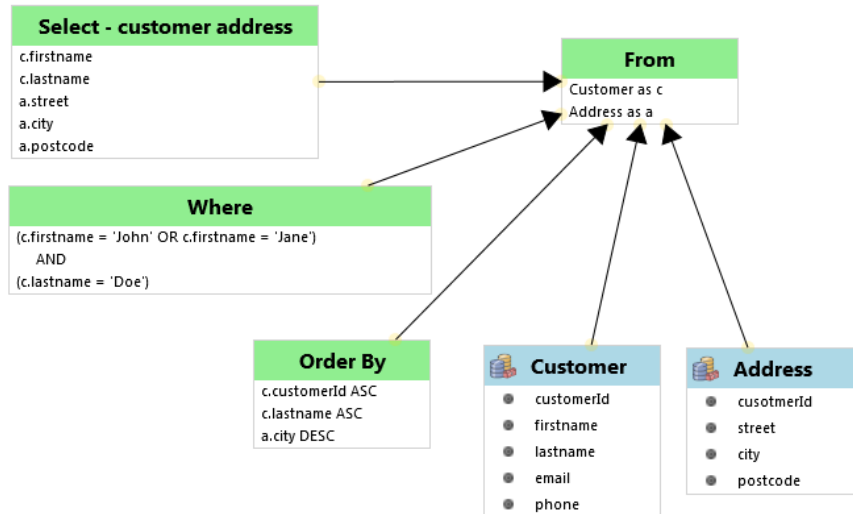 Select - customer address
c.firstname
c.lastname
a.street
a.city
a.postcode
From
Customer as c
Address as a
Where
(c.firstname = 'John' OR c.firstname = 'Jane')
AND
(c.lastname = 'Doe')
Order By
c.customerId ASC
c.lastname ASC
a.city DESC
Customer
customerId
firstname
lastname
email
phone
Address
cusotmerId
street
city
postcode